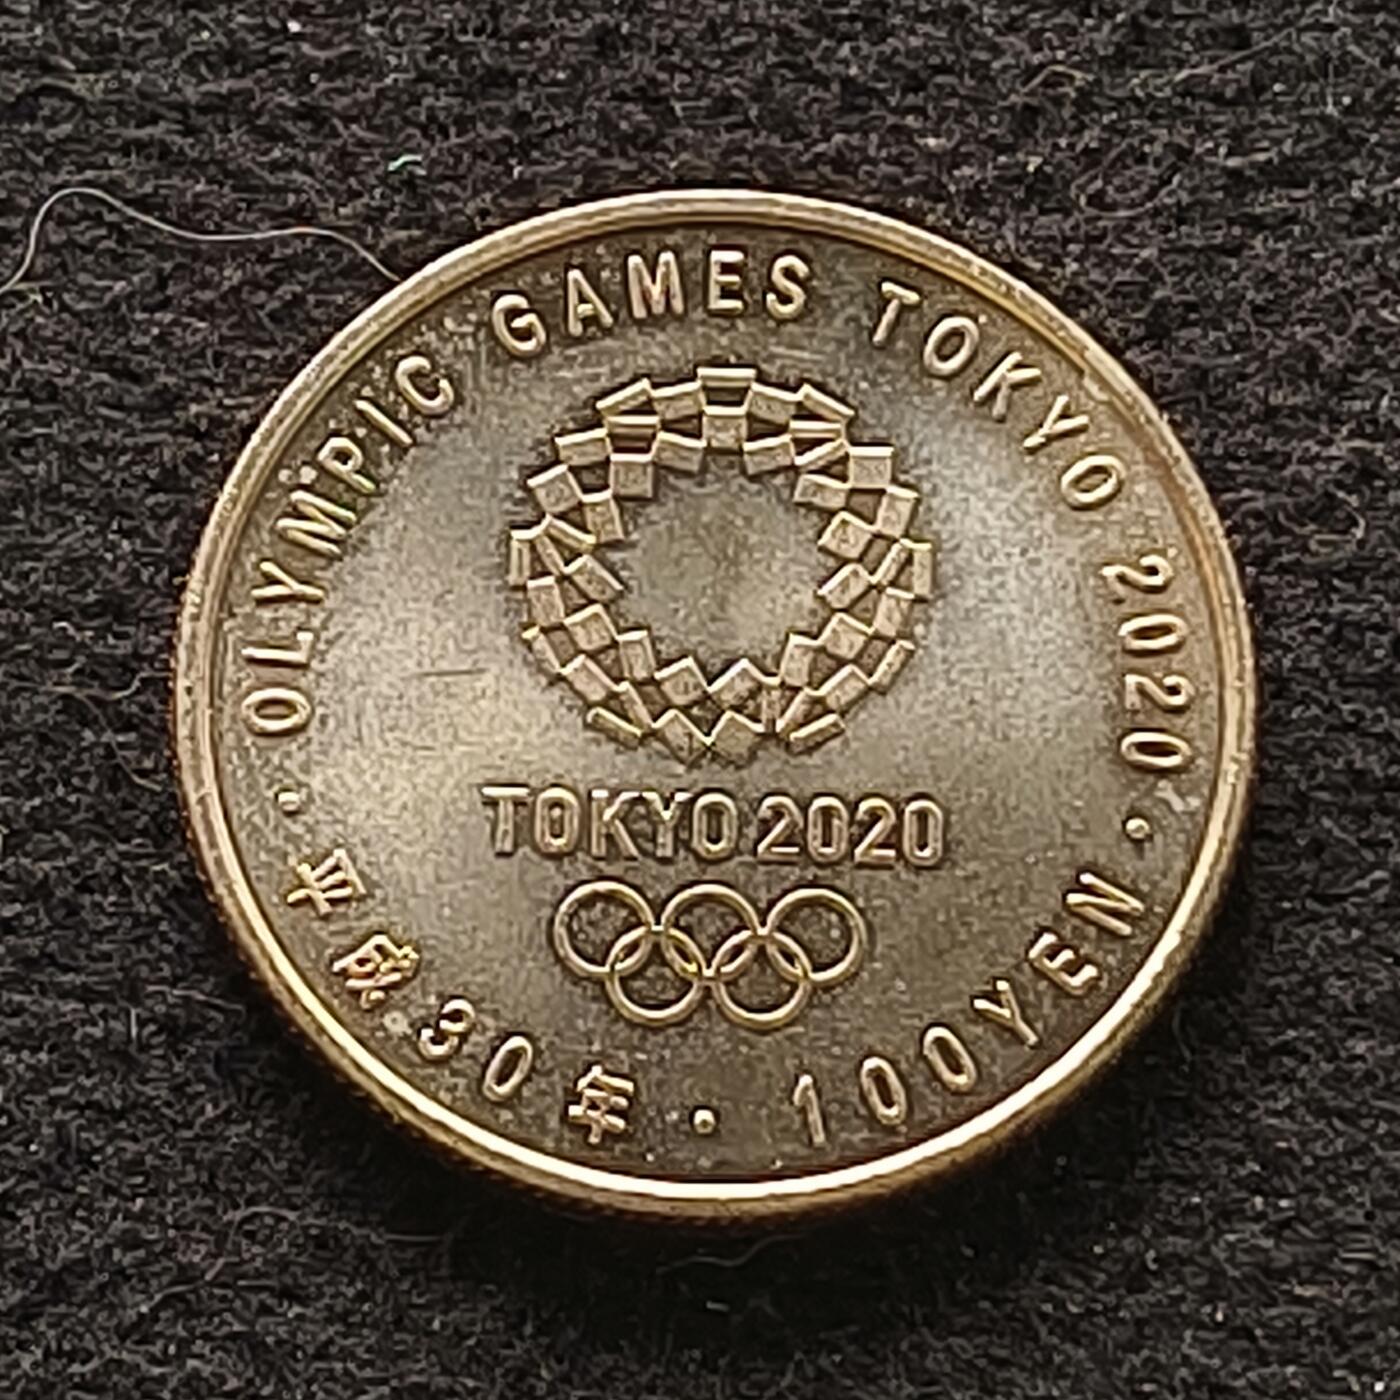 OLYMPIC GAMES TOKYO 2020
TOKYO 2020
平成30年・100YEN